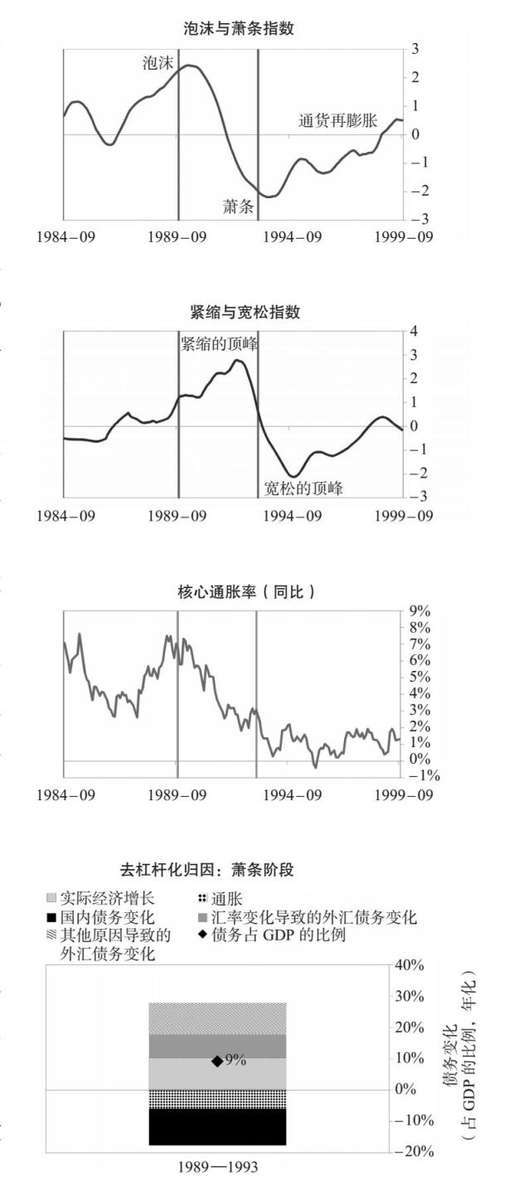 泡沫与萧条指数
泡沫
通货再膨胀
萧条
3
2
1
0
−1
−2
−3
1984−09
1989−09
1994−09
1999−09
紧缩与宽松指数
紧缩的顶峰
宽松的顶峰
4
3
2
1
0
−1
−2
−3
1984−09
1989−09
1994−09
1999−09
核心通胀率（同比）
9%
8%
7%
6%
5%
4%
3%
2%
1%
0%
−1%
1984−09
1989−09
1994−09
1999−09
去杠杆化归因：萧条阶段
实际经济增长
通胀
国内债务变化
汇率变化导致的外汇债务变化
其他原因导致的
外汇债务变化
债务占 GDP 的比例
9%
40%
30%
20%
10%
0%
−10%
−20%
债务变化
（占 GDP 的比例，年化）
1989—1993